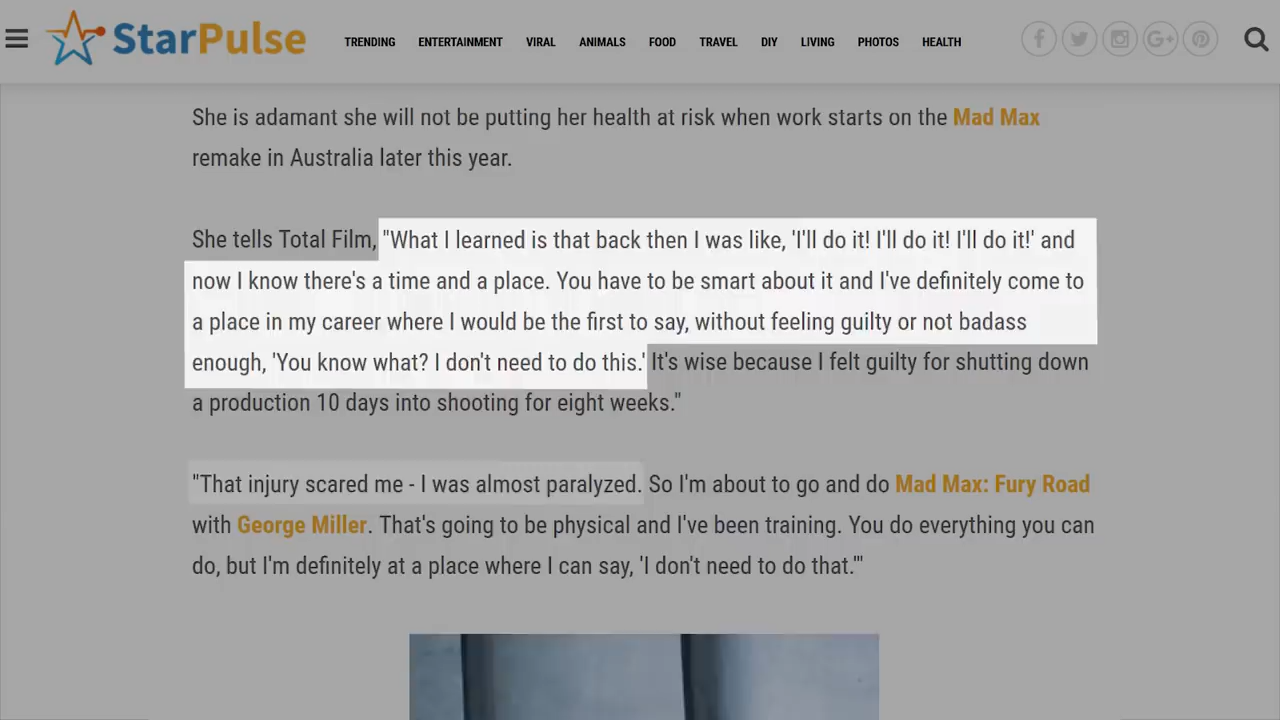 StarPulse
TRENDING ENTERTAINMENT VIRAL ANIMALS FOOD TRAVEL DIY LIVING PHOTOS HEALTH
She is adamant she will not be putting her health at risk when work starts on the Mad Max
remake in Australia later this year.
She tells Total Film, "What I learned is that back then I was like, 'I'll do it! I'll do it! I'll do it!' and
now I know there's a time and a place. You have to be smart about it and I've definitely come to
a place in my career where I would be the first to say, without feeling guilty or not badass
enough, 'You know what? I don't need to do this.' It's wise because I felt guilty for shutting down
a production 10 days into shooting for eight weeks."
"That injury scared me - I was almost paralyzed. So I'm about to go and do Mad Max: Fury Road
with George Miller. That's going to be physical and I've been training. You do everything you can
do, but I'm definitely at a place where I can say, 'I don't need to do that.'"